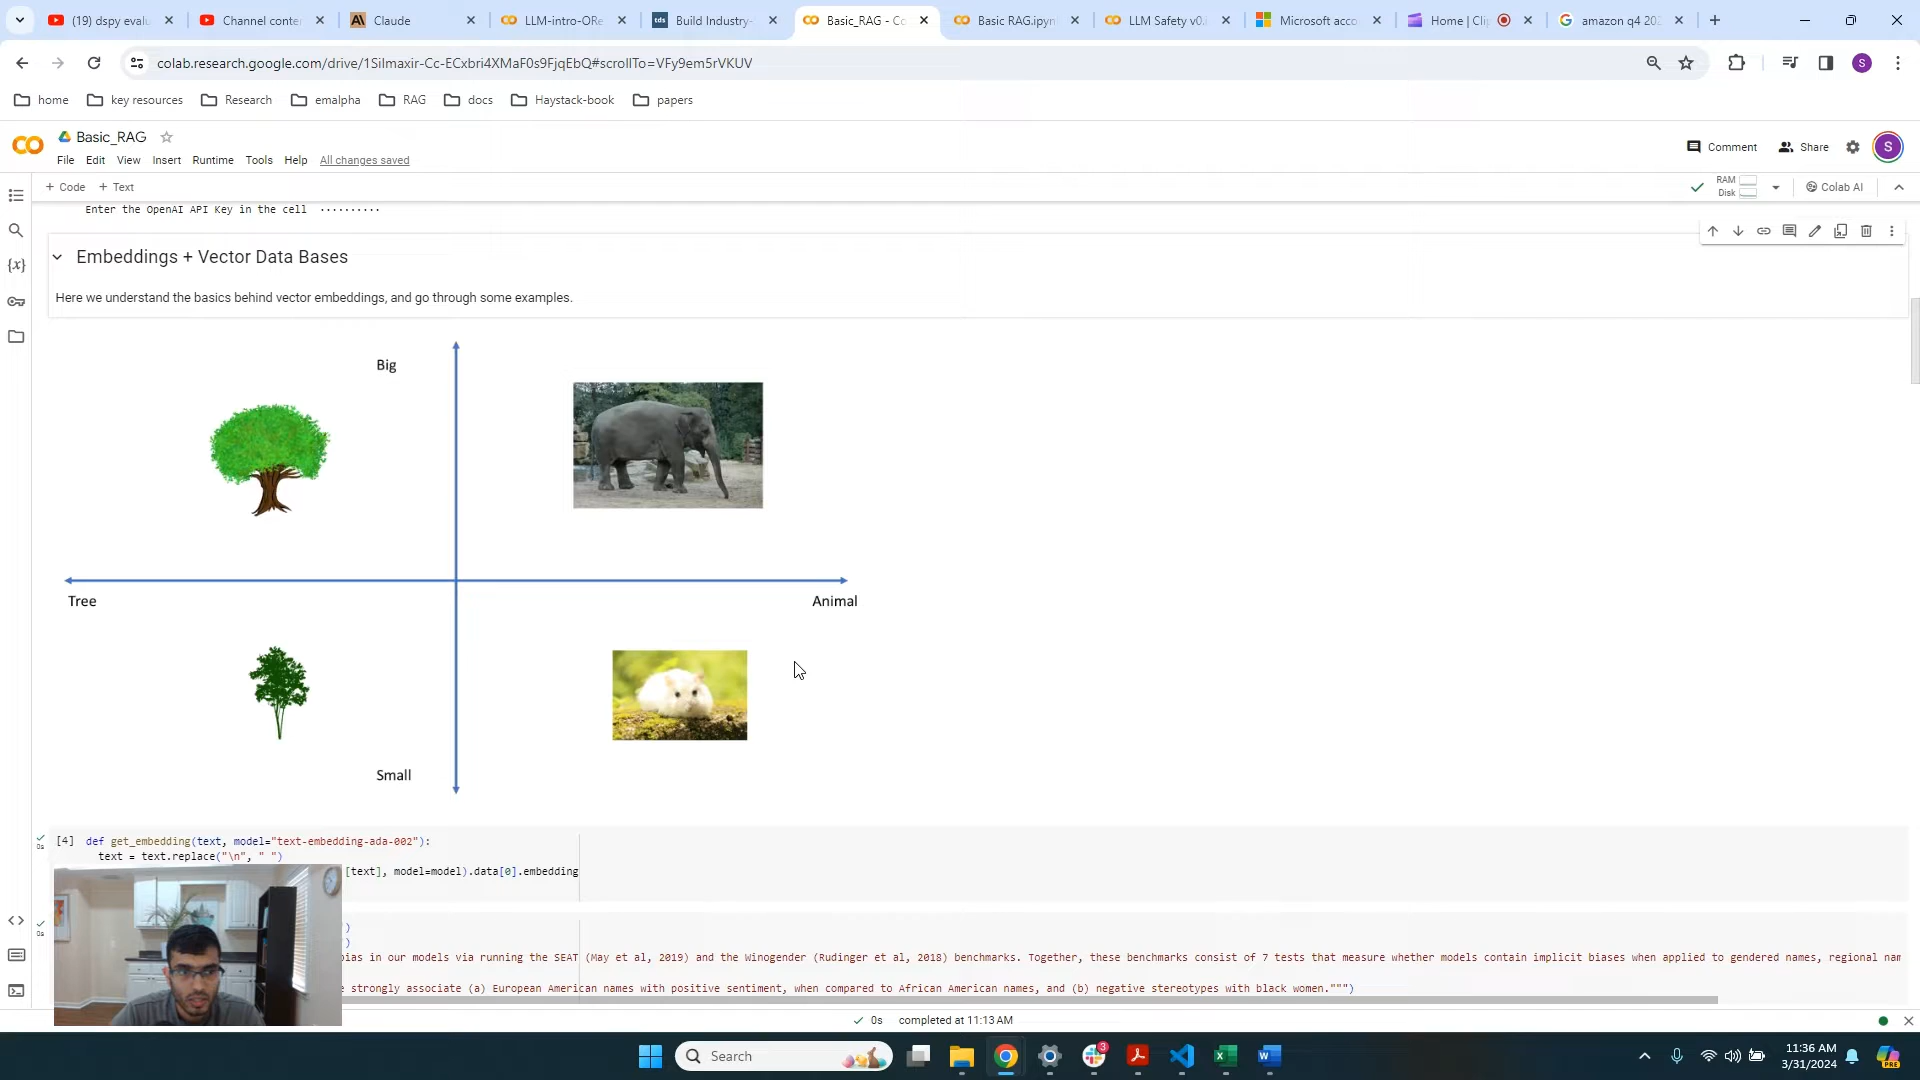 (19) dspy evalu
Channel conte
Claude
LLM-intro-ORe
tds
Build Industry-
Basic_RAG - Co
Basic RAG.ipyn
LLM Safety v0.
Microsoft acco
Home | Cli
amazon q4 202
colab.research.google.com/drive/1SiImaxir-Cc-ECxbri4XMaF0s9FjqEbQ#scrollTo=VFy9em5rVKUV
S
home
key resources
Research
emalpha
RAG
docs
Haystack-book
papers
Basic_RAG
File Edit View Insert Runtime Tools Help All changes saved
Comment
Share
S
+ Code + Text
RAM
Disk
Colab AI
Enter the OpenAI API Key in the cell ··········
Embeddings + Vector Data Bases
Here we understand the basics behind vector embeddings, and go through some examples.
Big
Tree
Animal
Small
[4] def get_embedding(text, model="text-embedding-ada-002"):
text = text.replace("\n", " ")
[text], model=model).data[0].embedding
0s
)
0s
)
bias in our models via running the SEAT (May et al, 2019) and the Winogender (Rudinger et al, 2018) benchmarks. Together, these benchmarks consist of 7 tests that measure whether models contain implicit biases when applied to gendered names, regional nam
strongly associate (a) European American names with positive sentiment, when compared to African American names, and (b) negative stereotypes with black women.""")
0s completed at 11:13 AM
Search
3
11:36 AM
3/31/2024
PRE